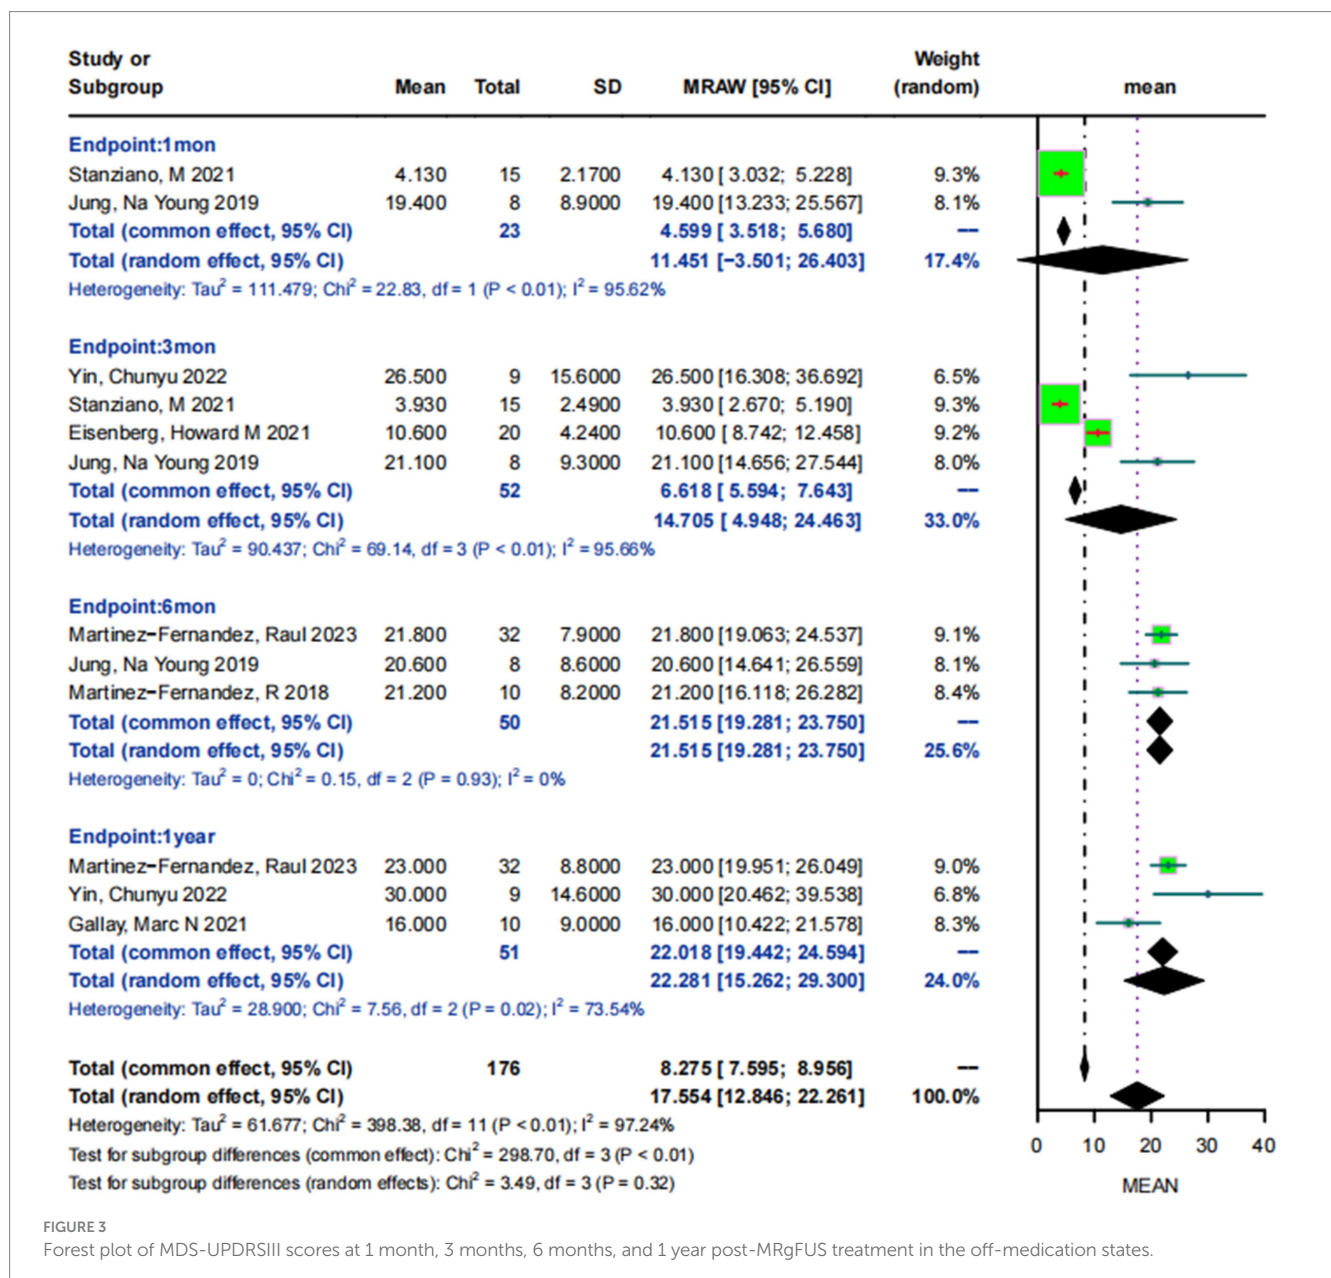 Study or Weight
Subgroup Mean Total SD MRAW [95% CI] (random) mean
Endpoint:1mon
Stanziano, M 2021 4.130 15 2.1700 4.130 [ 3.032; 5.228] 9.3%
Jung, Na Young 2019 19.400 8 8.9000 19.400 [13.233; 25.567] 8.1%
Total (common effect, 95% CI) 23 4.599 [ 3.518; 5.680] −−
Total (random effect, 95% CI) 11.451 [−3.501; 26.403] 17.4%
Heterogeneity: Tau² = 111.479; Chi² = 22.83, df = 1 (P < 0.01); I² = 95.62%
Endpoint:3mon
Yin, Chunyu 2022 26.500 9 15.6000 26.500 [16.308; 36.692] 6.5%
Stanziano, M 2021 3.930 15 2.4900 3.930 [ 2.670; 5.190] 9.3%
Eisenberg, Howard M 2021 10.600 20 4.2400 10.600 [ 8.742; 12.458] 9.2%
Jung, Na Young 2019 21.100 8 9.3000 21.100 [14.656; 27.544] 8.0%
Total (common effect, 95% CI) 52 6.618 [ 5.594; 7.643] −−
Total (random effect, 95% CI) 14.705 [ 4.948; 24.463] 33.0%
Heterogeneity: Tau² = 90.437; Chi² = 69.14, df = 3 (P < 0.01); I² = 95.66%
Endpoint:6mon
Martinez−Fernandez, Raul 2023 21.800 32 7.9000 21.800 [19.063; 24.537] 9.1%
Jung, Na Young 2019 20.600 8 8.6000 20.600 [14.641; 26.559] 8.1%
Martinez−Fernandez, R 2018 21.200 10 8.2000 21.200 [16.118; 26.282] 8.4%
Total (common effect, 95% CI) 50 21.515 [19.281; 23.750] −−
Total (random effect, 95% CI) 21.515 [19.281; 23.750] 25.6%
Heterogeneity: Tau² = 0; Chi² = 0.15, df = 2 (P = 0.93); I² = 0%
Endpoint:1year
Martinez−Fernandez, Raul 2023 23.000 32 8.8000 23.000 [19.951; 26.049] 9.0%
Yin, Chunyu 2022 30.000 9 14.6000 30.000 [20.462; 39.538] 6.8%
Gallay, Marc N 2021 16.000 10 9.0000 16.000 [10.422; 21.578] 8.3%
Total (common effect, 95% CI) 51 22.018 [19.442; 24.594] −−
Total (random effect, 95% CI) 22.281 [15.262; 29.300] 24.0%
Heterogeneity: Tau² = 28.900; Chi² = 7.56, df = 2 (P = 0.02); I² = 73.54%
Total (common effect, 95% CI) 176 8.275 [ 7.595; 8.956] −−
Total (random effect, 95% CI) 17.554 [12.846; 22.261] 100.0%
Heterogeneity: Tau² = 61.677; Chi² = 398.38, df = 11 (P < 0.01); I² = 97.24%
Test for subgroup differences (common effect): Chi² = 298.70, df = 3 (P < 0.01)
Test for subgroup differences (random effects): Chi² = 3.49, df = 3 (P = 0.32)
0 10 20 30 40
MEAN
FIGURE 3
Forest plot of MDS-UPDRSIII scores at 1 month, 3 months, 6 months, and 1 year post-MRgFUS treatment in the off-medication states.